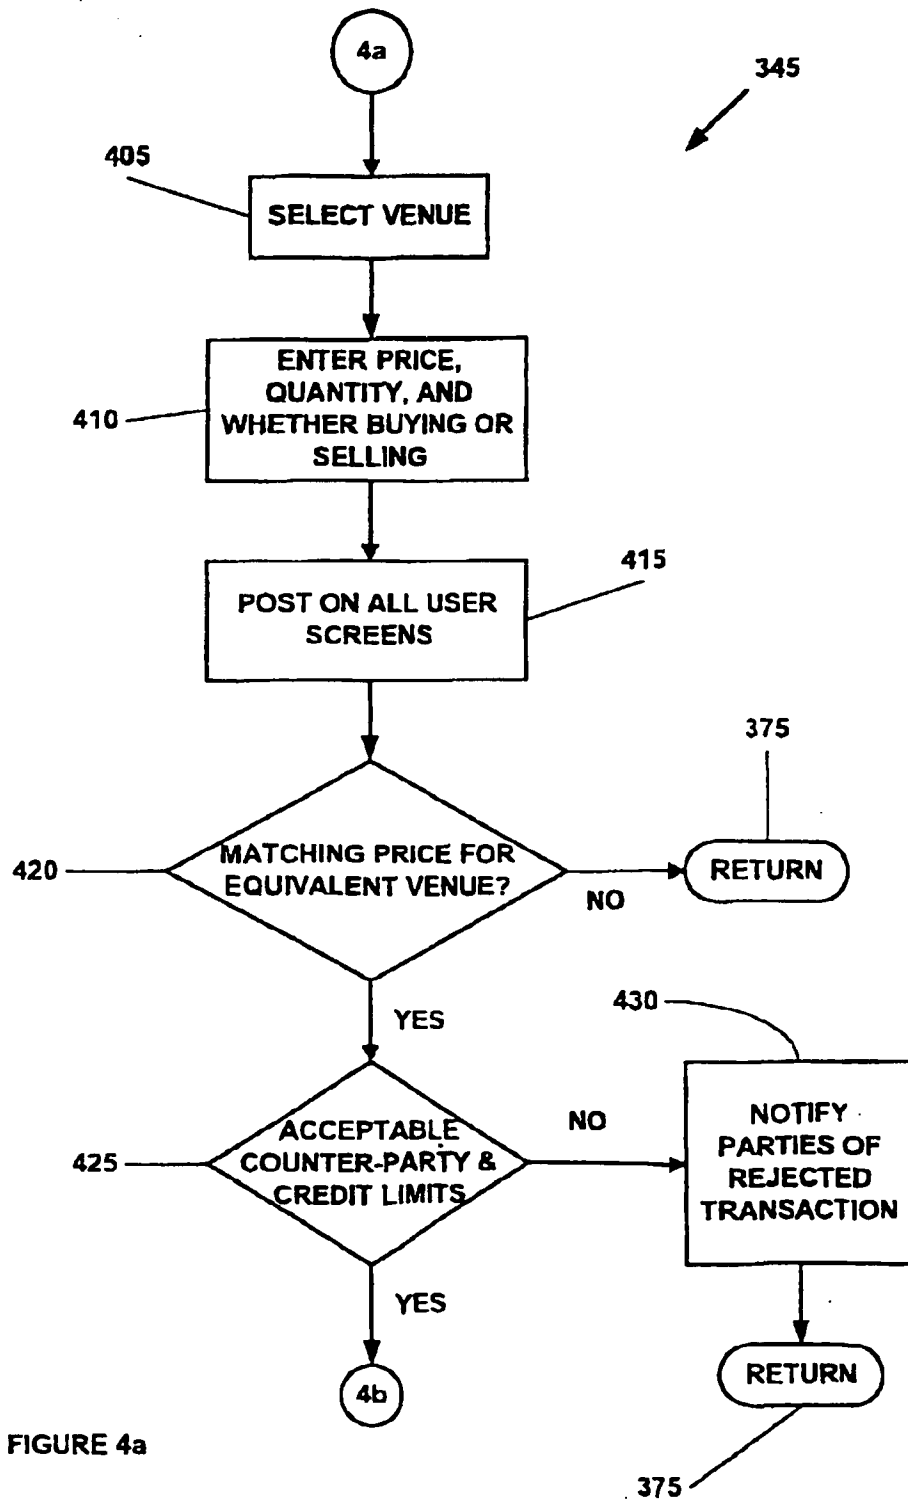 4a
345
405
SELECT VENUE
ENTER PRICE,
QUANTITY, AND
WHETHER BUYING OR
SELLING
410
415
POST ON ALL USER
SCREENS
375
420
MATCHING PRICE FOR
EQUIVALENT VENUE?
RETURN
NO
YES
430
425
ACCEPTABLE
COUNTER-PARTY &
CREDIT LIMITS
NO
NOTIFY
PARTIES OF
REJECTED
TRANSACTION
YES
4b
RETURN
FIGURE 4a
375